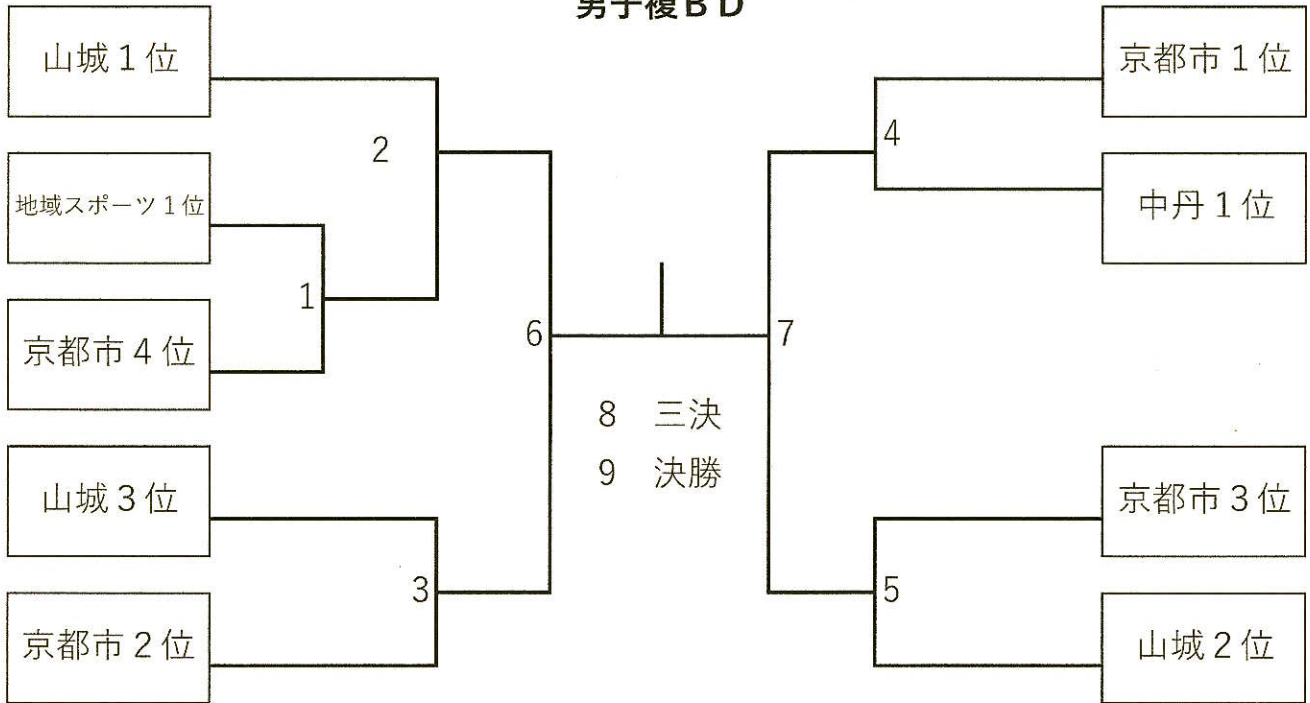 男子複ＢＤ
山城１位
地域スポーツ１位
京都市４位
山城３位
京都市２位
2
1
3
6
8　三決
9　決勝
7
4
5
京都市１位
中丹１位
京都市３位
山城２位